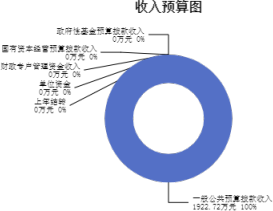 收入预算图
政府性基金预算拨款收入
0万元 0%
国有资本经营预算拨款收入
0万元 0%
财政专户管理资金收入
0万元 0%
单位资金
0万元 0%
上年结转
0万元 0%
一般公共预算拨款收入
1922.72万元 100%